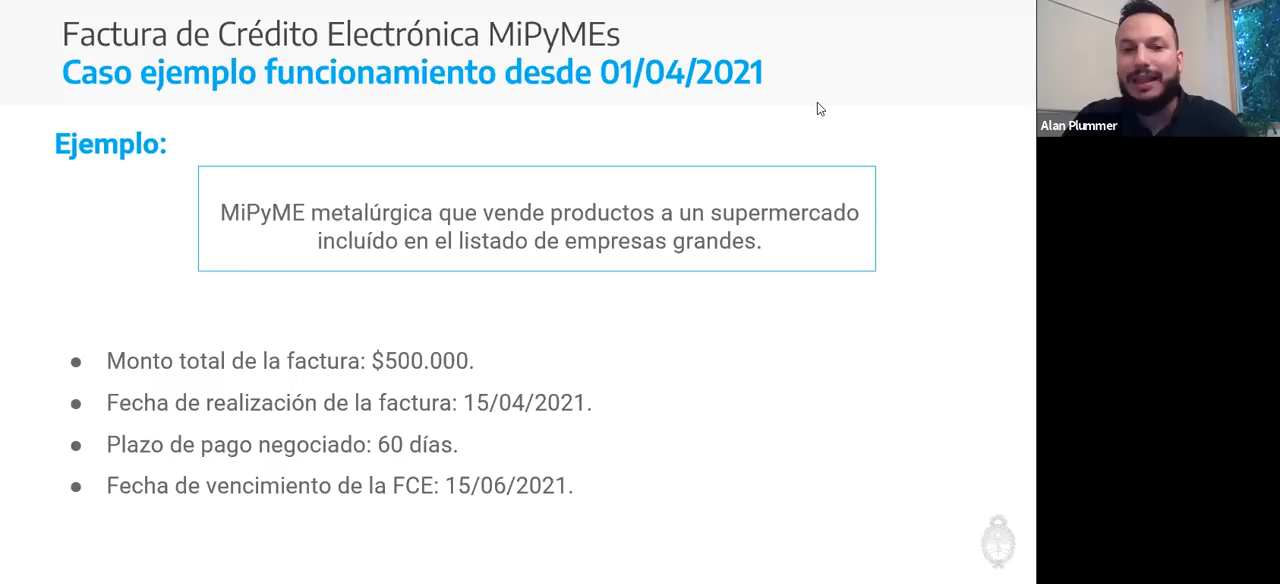 Factura de Crédito Electrónica MiPyMEs
Caso ejemplo funcionamiento desde 01/04/2021
Alan Plummer
Ejemplo:
MiPyME metalúrgica que vende productos a un supermercado
incluído en el listado de empresas grandes.
● Monto total de la factura: $500.000.
● Fecha de realización de la factura: 15/04/2021.
● Plazo de pago negociado: 60 días.
● Fecha de vencimiento de la FCE: 15/06/2021.